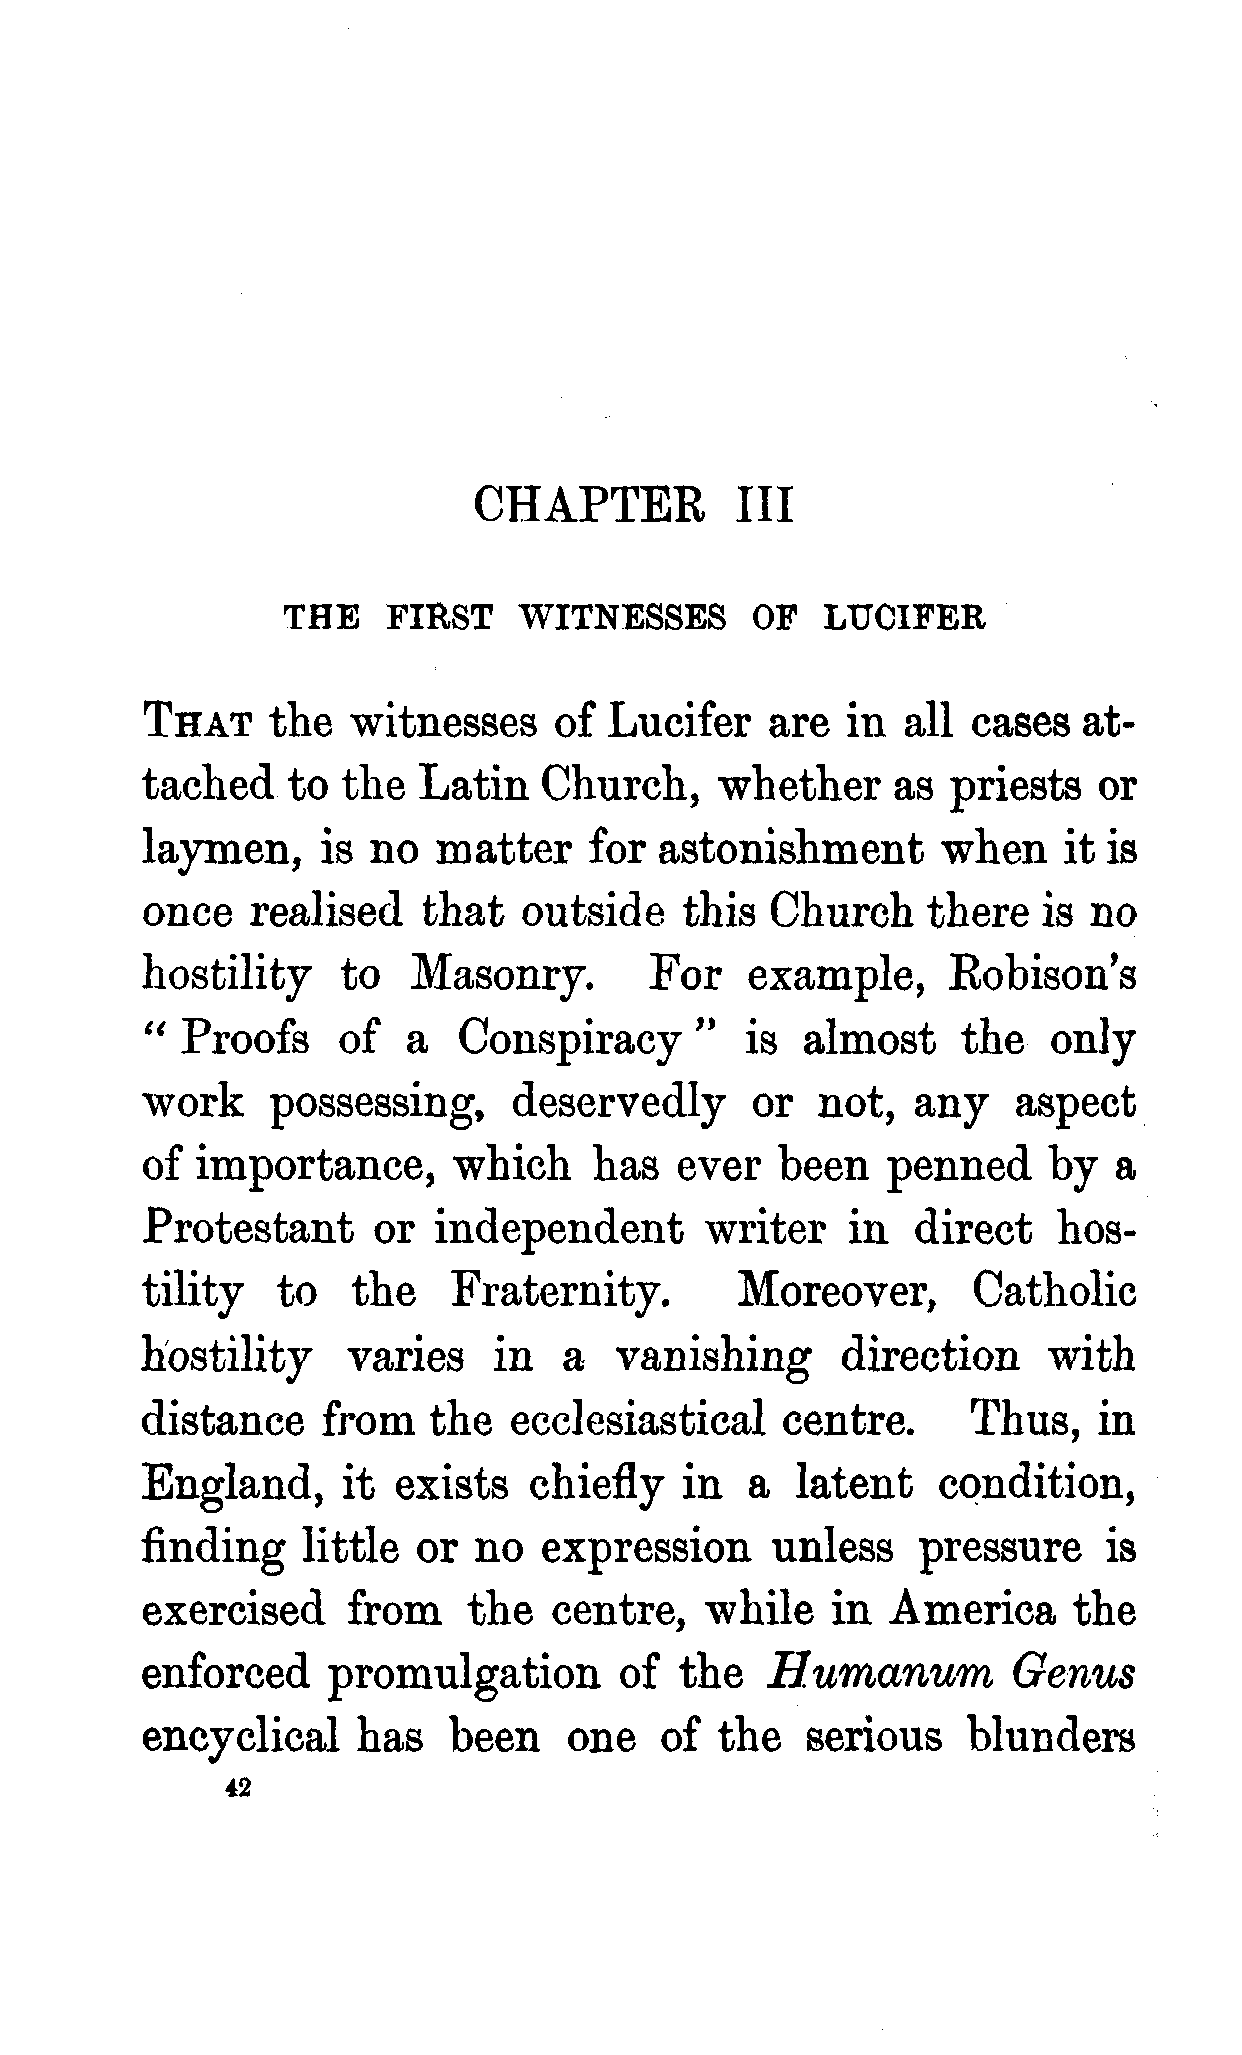 CHAPTER III
THE FIRST WITNESSES OF LUCIFER
THAT the witnesses of Lucifer are in all cases at-
tached to the Latin Church, whether as priests or
laymen, is no matter for astonishment when it is
once realised that outside this Church there is no
hostility to Masonry. For example, Robison's
“ Proofs of a Conspiracy ” is almost the only
work possessing, deservedly or not, any aspect
of importance, which has ever been penned by a
Protestant or independent writer in direct hos-
tility to the Fraternity. Moreover, Catholic
hostility varies in a vanishing direction with
distance from the ecclesiastical centre. Thus, in
England, it exists chiefly in a latent condition,
finding little or no expression unless pressure is
exercised from the centre, while in America the
enforced promulgation of the Humanum Genus
encyclical has been one of the serious blunders
42